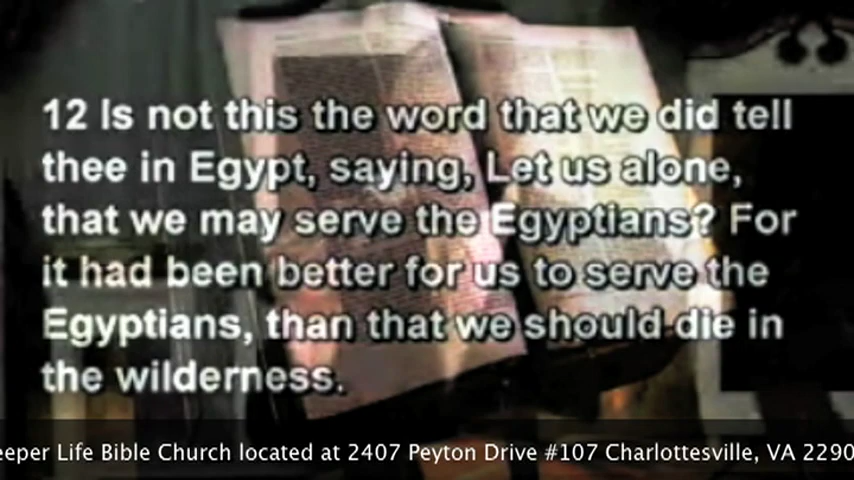 12 Is not this the word that we did tell
thee in Egypt, saying, Let us alone,
that we may serve the Egyptians? For
it had been better for us to serve the
Egyptians, than that we should die in
the wilderness.
eeper Life Bible Church located at 2407 Peyton Drive #107 Charlottesville, VA 2290